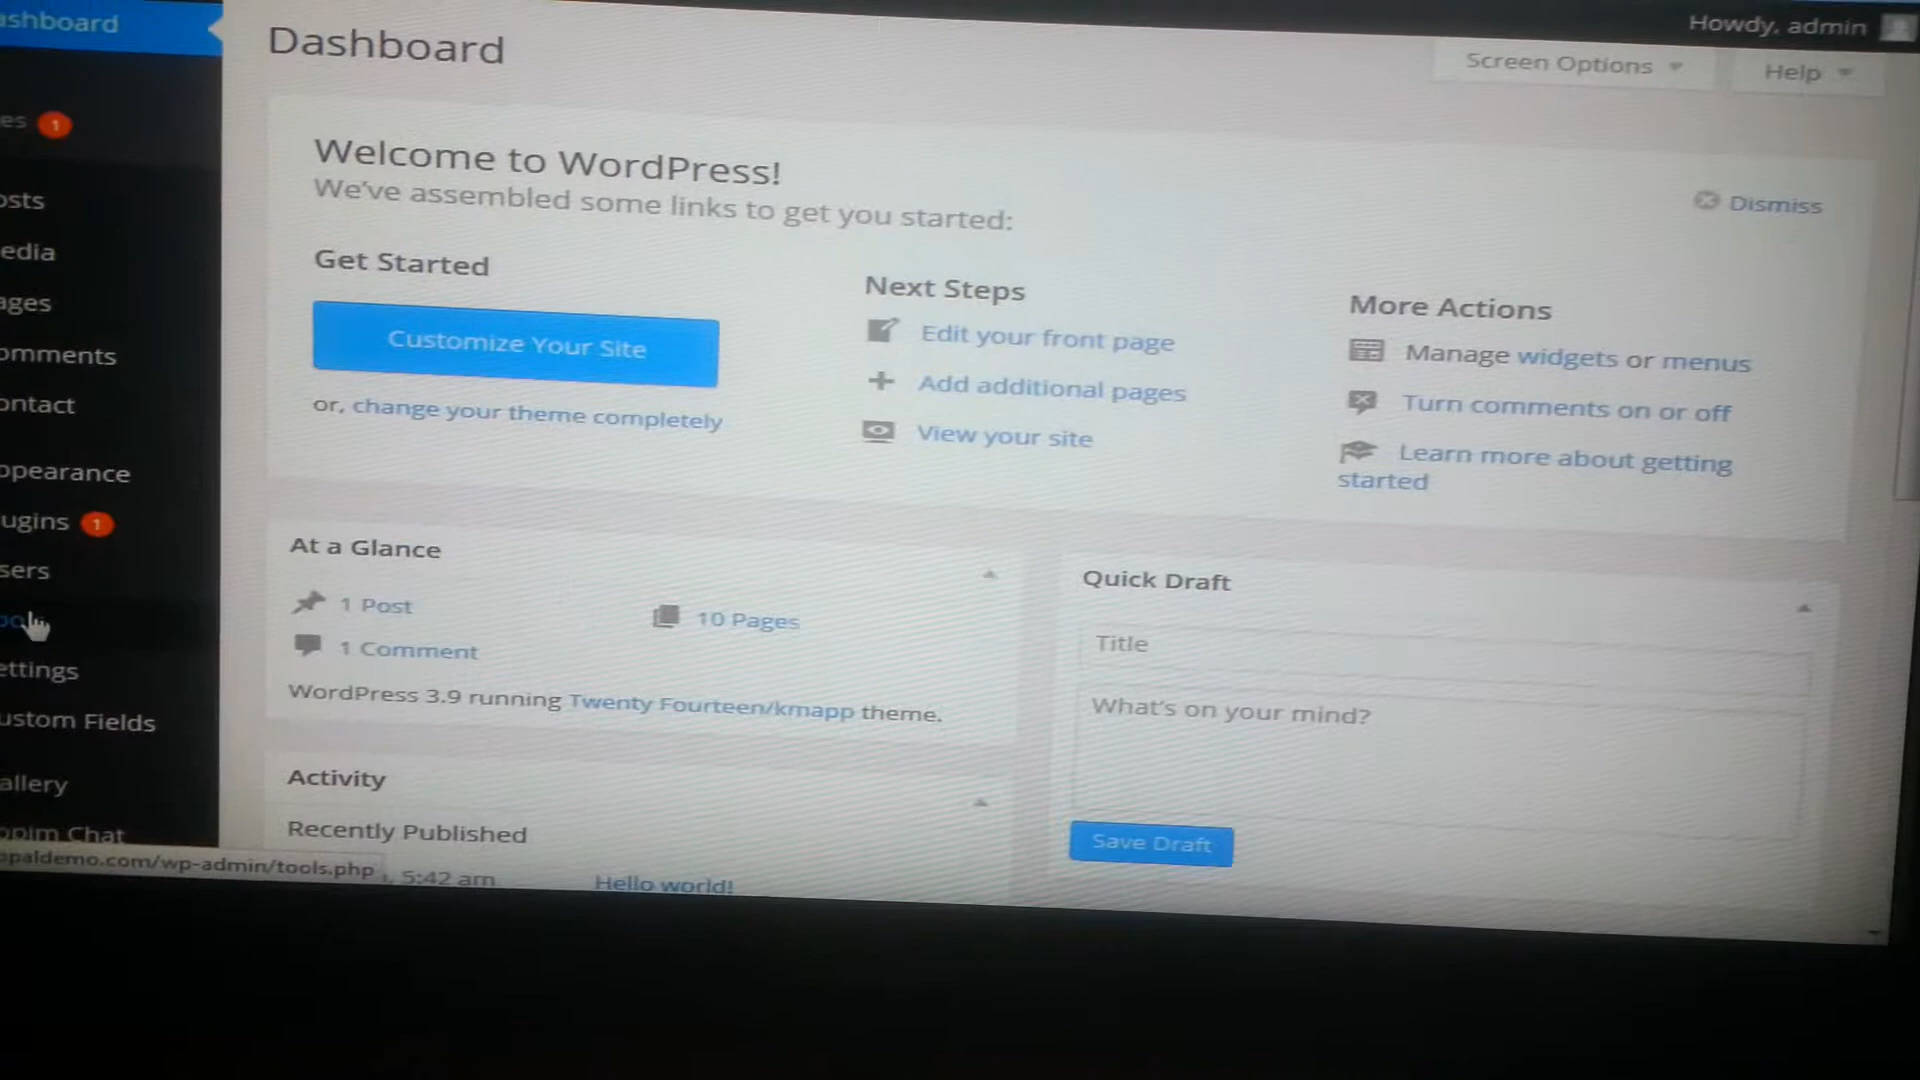 ashboard
Howdy, admin
Dashboard
Screen Options
Help
es 1
Welcome to WordPress!
We've assembled some links to get you started:
Dismiss
osts
edia
ages
omments
ontact
ppearance
ugins 1
sers
ettings
ustom Fields
allery
opim Chat
Get Started
Customize Your Site
or, change your theme completely
Next Steps
Edit your front page
Add additional pages
View your site
More Actions
Manage widgets or menus
Turn comments on or off
Learn more about getting
started
At a Glance
1 Post
10 Pages
1 Comment
WordPress 3.9 running Twenty Fourteen/kmapp theme.
Quick Draft
Title
What's on your mind?
Save Draft
Activity
Recently Published
5:42 am
Hello world!
opaldemo.com/wp-admin/tools.php